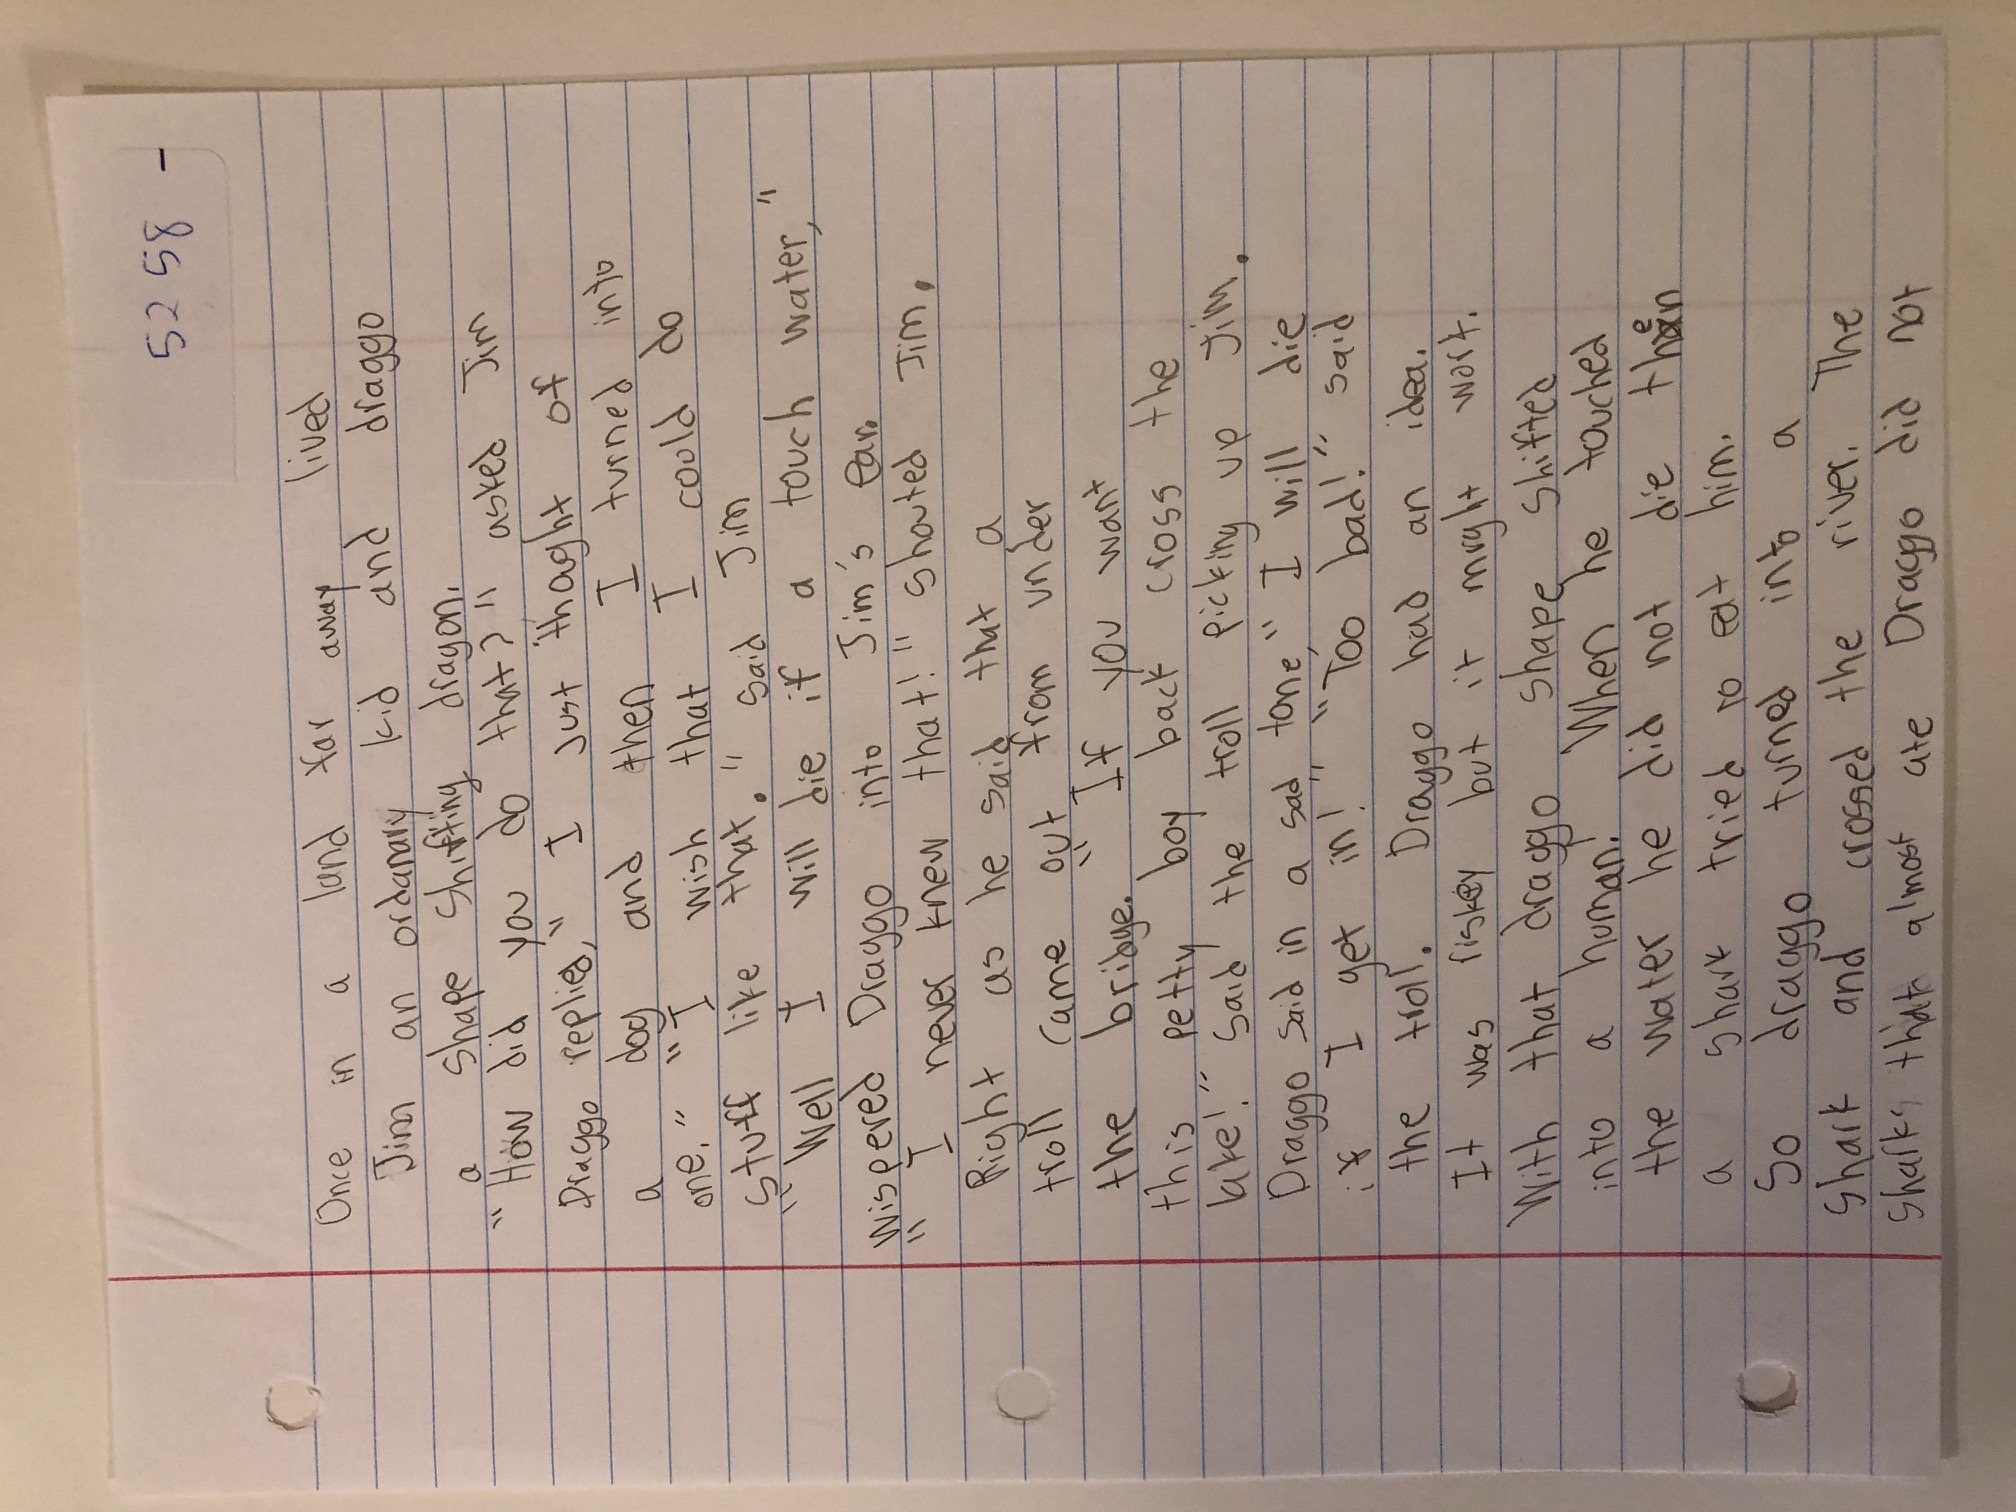 5258 -
Once in a land far away lived
Jim an ordanary kid and draggo
a shape shifting dragon.
"How did you do that?" asked Jim
Draggo replied," I Just thaght of
a dog and then I turned into
one." "I wish that I could do
stuff like that." said Jim
"Well I will die if a touch water,"
wispered Draggo into Jim's ear.
" I never knew that!" shouted Jim.
Right as he said that a
troll came out from under
the bridge. "If you want
this petty boy back cross the
lake!" said the troll picking up Jim.
Draggo said in a sad tone," I will die
if I get in!" "Too bad!" said
the troll. Draggo had an idea.
It was riskey but it myght work.
With that draggo shape shifted
into a human! When he touched
the water he did not die then
a shark tried to eat him.
So draggo turned into a
shark and crossed the river. The
sharks that almost ate Draggo did not